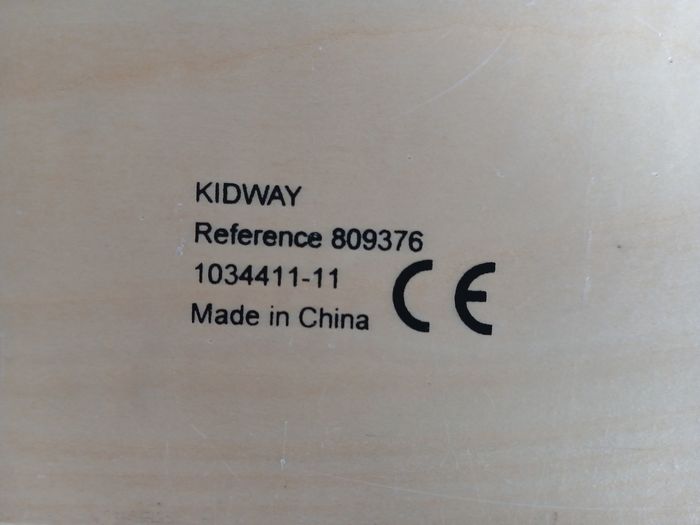 KIDWAY
Reference 809376
1034411-11
Made in China CE